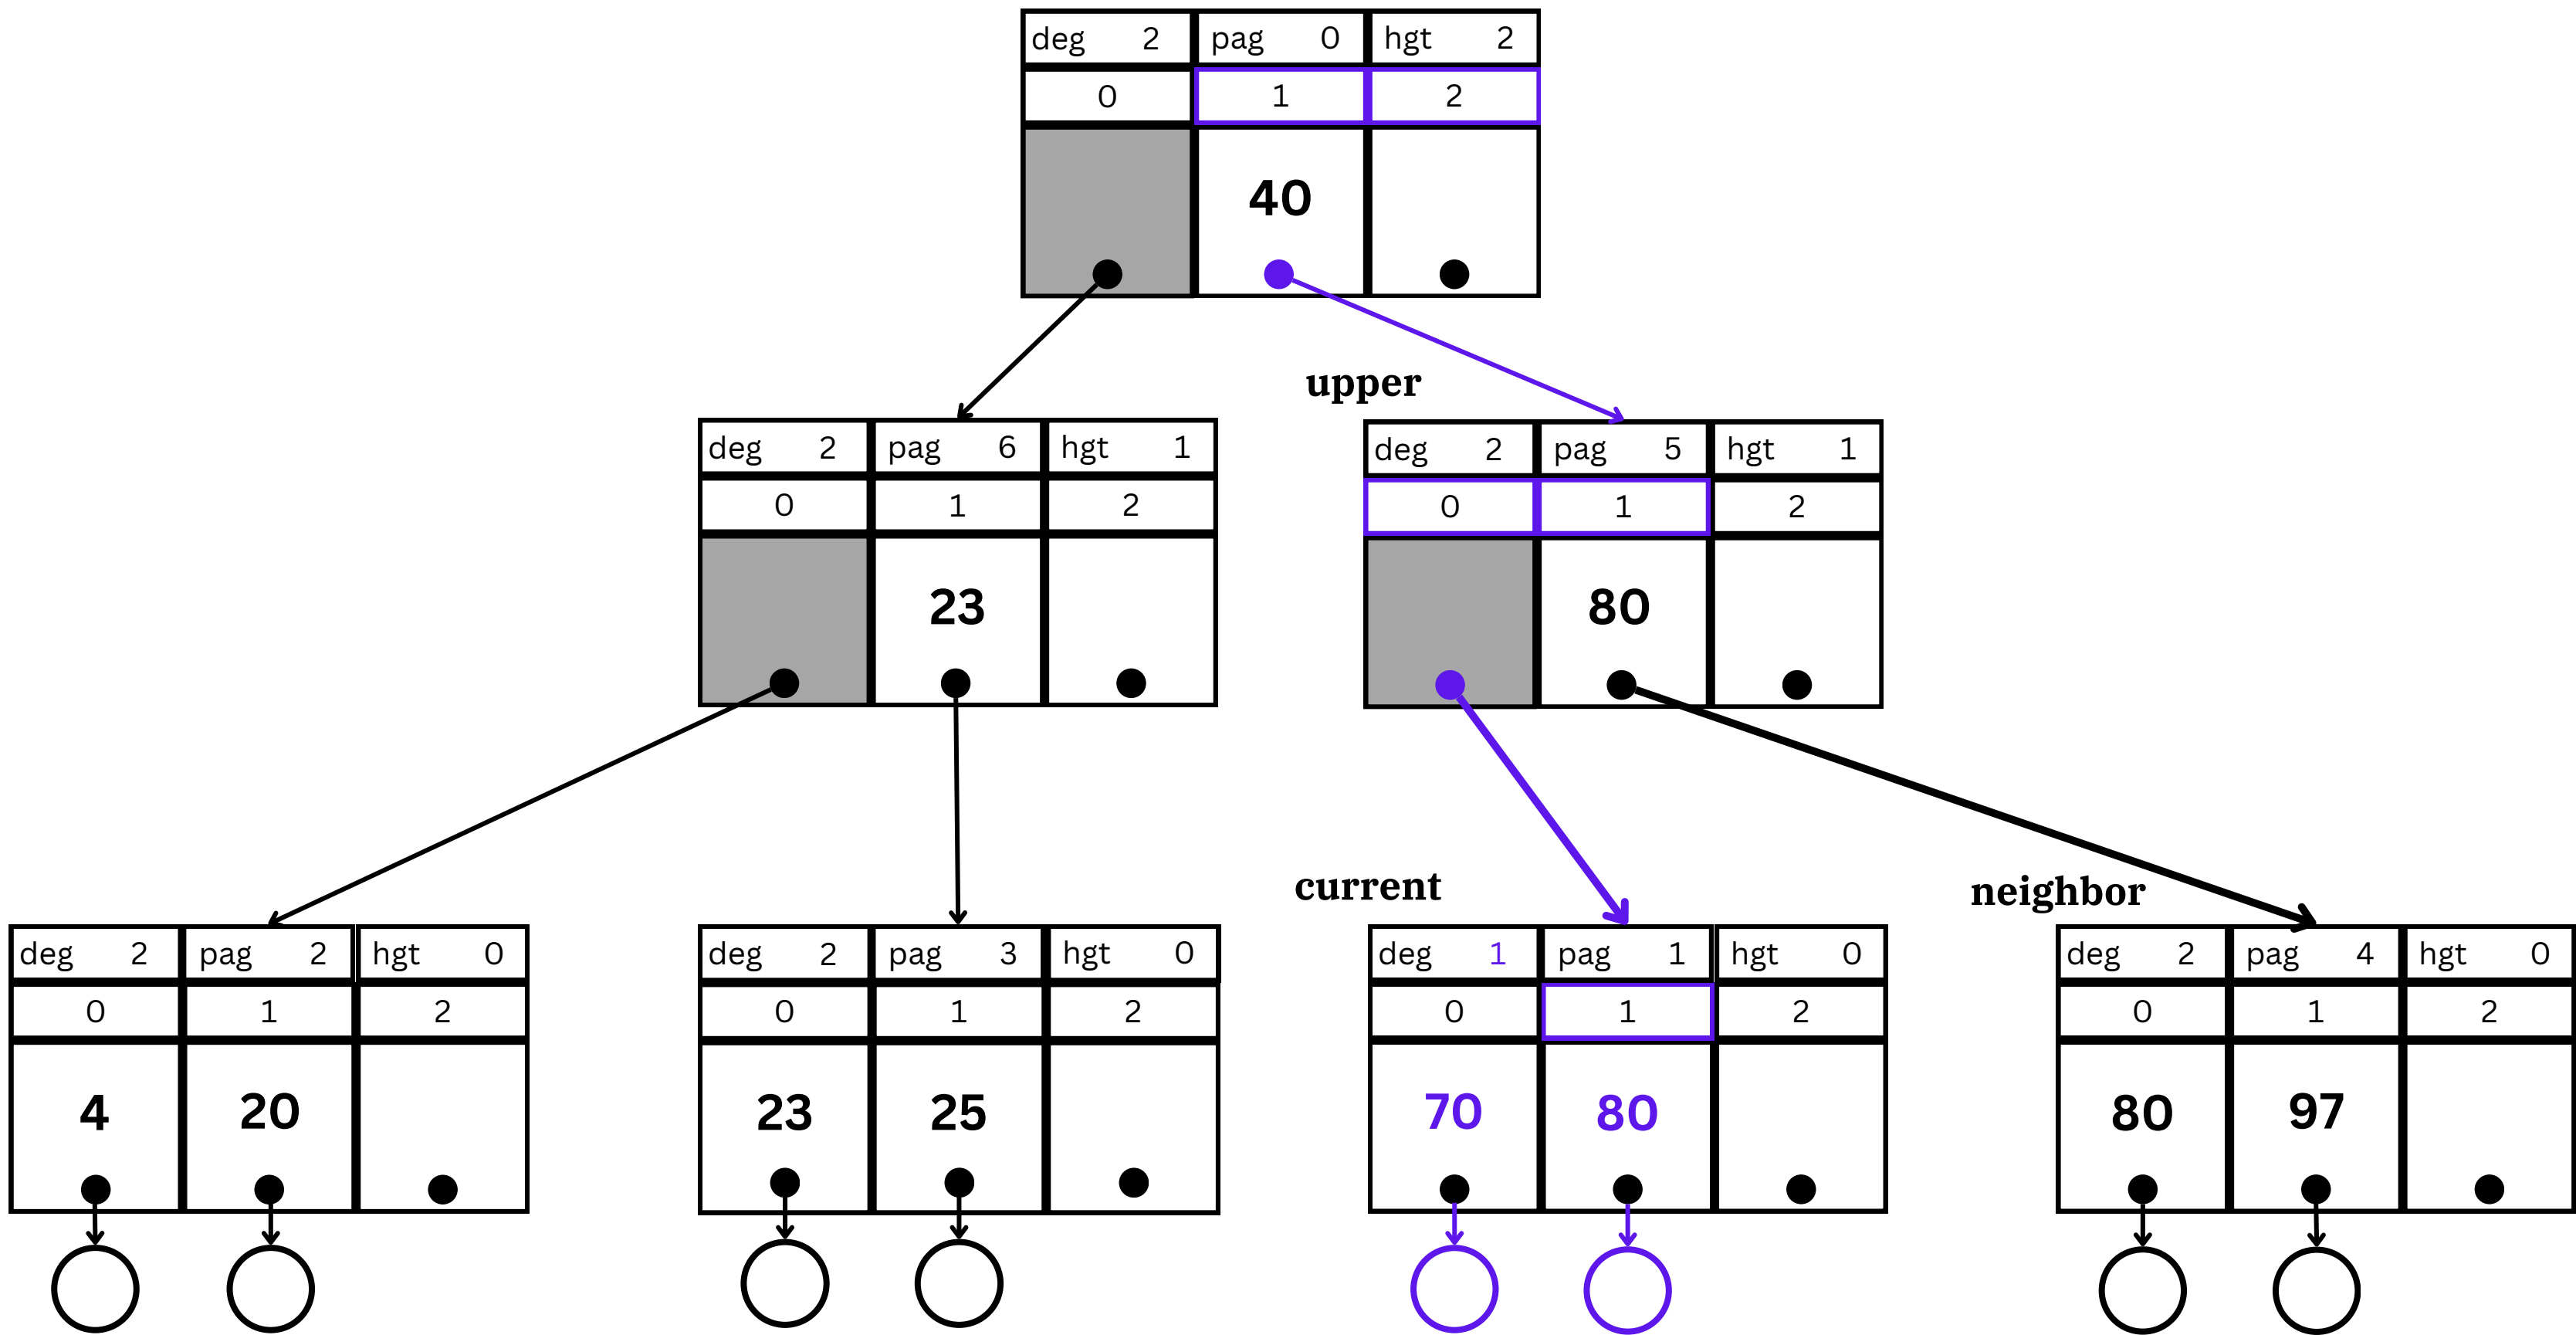 deg 2 pag 0 hgt 2
0 1 2
40
upper
deg 2 pag 6 hgt 1
0 1 2
23
deg 2 pag 5 hgt 1
0 1 2
80
current
neighbor
deg 2 pag 2 hgt 0
0 1 2
4 20
deg 2 pag 3 hgt 0
0 1 2
23 25
deg 1 pag 1 hgt 0
0 1 2
70 80
deg 2 pag 4 hgt 0
0 1 2
80 97